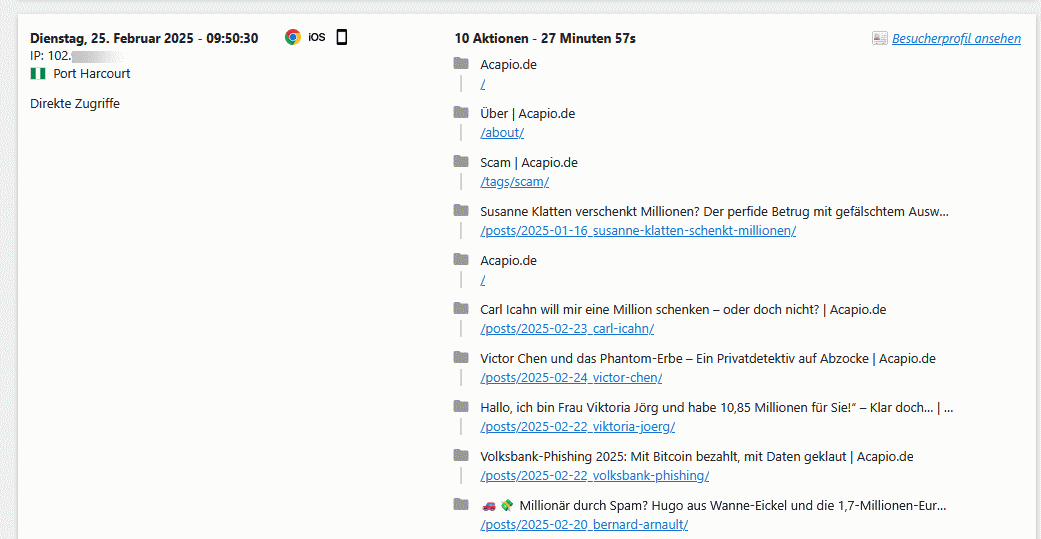 Dienstag, 25. Februar 2025 - 09:50:30 iOS
IP: 102.
Port Harcourt
Direkte Zugriffe
10 Aktionen - 27 Minuten 57s
Besucherprofil ansehen
Acapio.de
/
Über | Acapio.de
/about/
Scam | Acapio.de
/tags/scam/
Susanne Klatten verschenkt Millionen? Der perfide Betrug mit gefälschtem Ausw...
/posts/2025-01-16_susanne-klatten-schenkt-millionen/
Acapio.de
/
Carl Icahn will mir eine Million schenken – oder doch nicht? | Acapio.de
/posts/2025-02-23_carl-icahn/
Victor Chen und das Phantom-Erbe – Ein Privatdetektiv auf Abzocke | Acapio.de
/posts/2025-02-24_victor-chen/
Hallo, ich bin Frau Viktoria Jörg und habe 10,85 Millionen für Sie!“ – Klar doch... | ...
/posts/2025-02-22_viktoria-joerg/
Volksbank-Phishing 2025: Mit Bitcoin bezahlt, mit Daten geklaut | Acapio.de
/posts/2025-02-22_volksbank-phishing/
🚗 💸 Millionär durch Spam? Hugo aus Wanne-Eickel und die 1,7-Millionen-Eur...
/posts/2025-02-20_bernard-arnault/